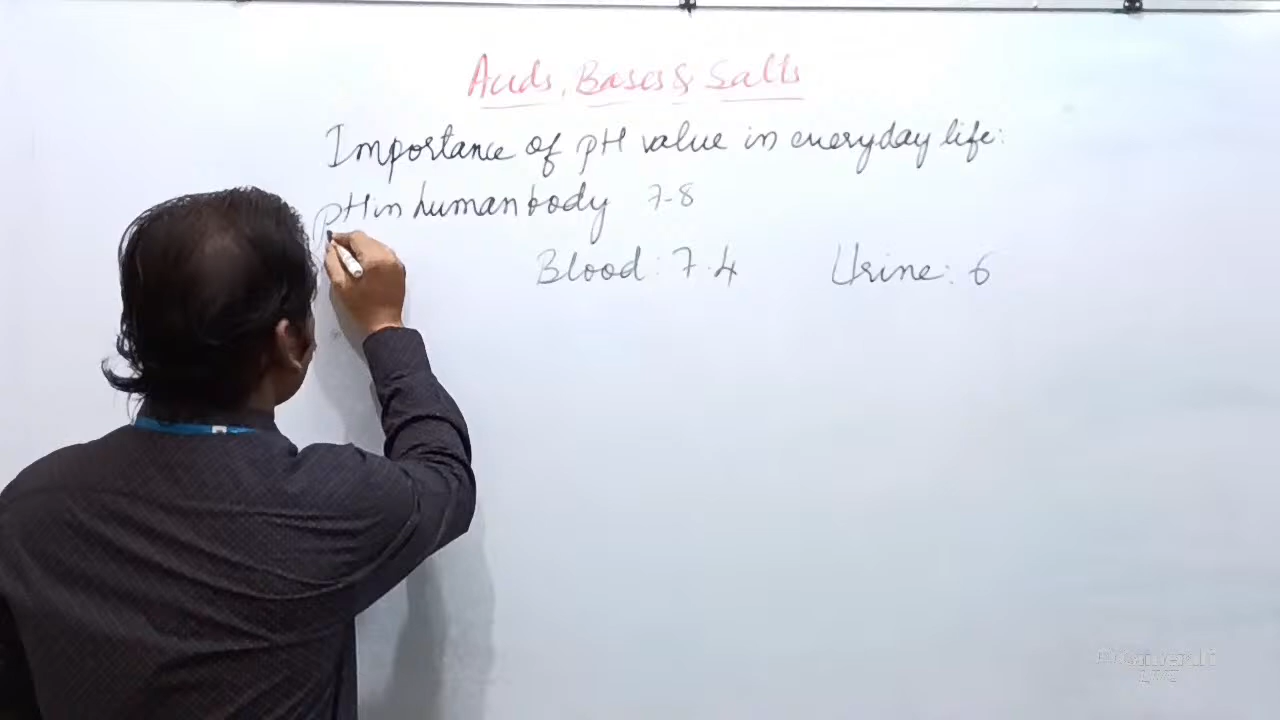 Acids, Bases & Salts
Importance of pH value in everyday life:
pH in human body 7-8
Blood: 7.4 Urine: 6